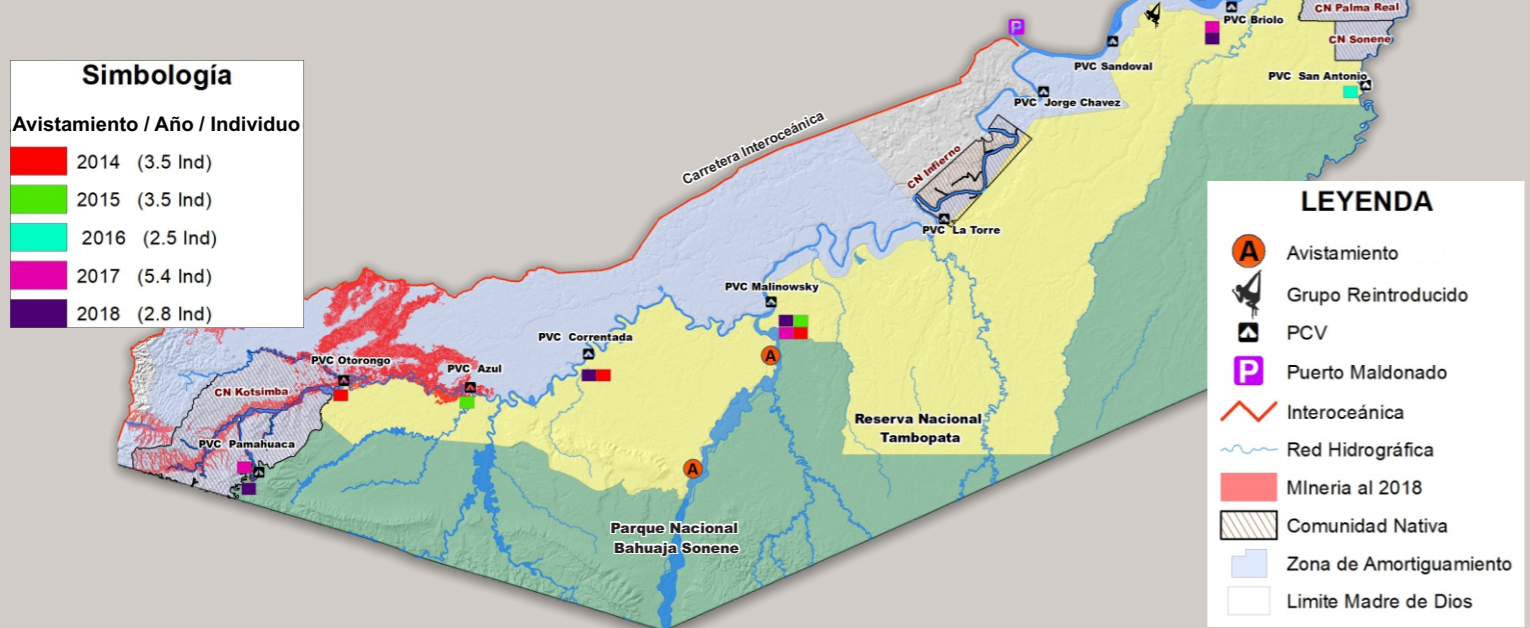 Simbología
Avistamiento / Año / Individuo
2014 (3.5 Ind)
2015 (3.5 Ind)
2016 (2.5 Ind)
2017 (5.4 Ind)
2018 (2.8 Ind)
P
CN Palma Real
PVC Briolo
CN Sonene
PVC Sandoval
PVC San Antonio
PVC Jorge Chavez
Carretera Interoceánica
CN Infierno
PVC La Torre
PVC Malinowsky
PVC Correntada
A
PVC Otorongo
PVC Azul
CN Kotsimba
PVC Pamahuaca
Reserva Nacional
Tambopata
A
Parque Nacional
Bahuaja Sonene
LEYENDA
A Avistamiento
Grupo Reintroducido
PCV
P Puerto Maldonado
Interoceánica
Red Hidrográfica
MIneria al 2018
Comunidad Nativa
Zona de Amortiguamiento
Limite Madre de Dios